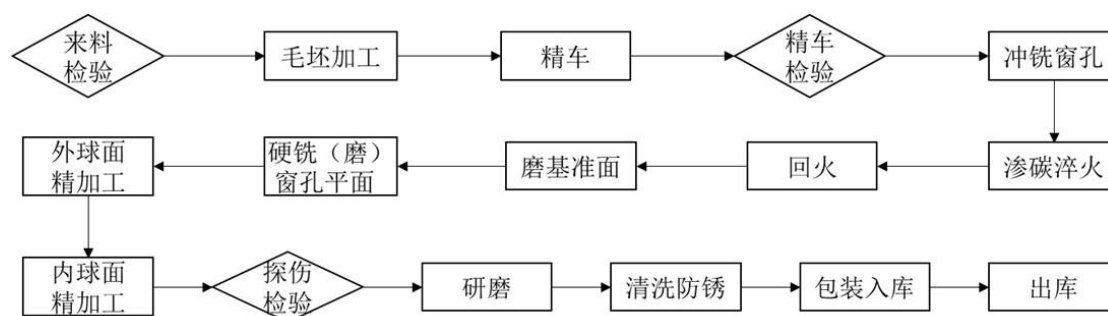 来料
检验
毛坯加工
精车
精车
检验
冲铣窗孔
渗碳淬火
回火
磨基准面
硬铣（磨）
窗孔平面
外球面
精加工
内球面
精加工
探伤
检验
研磨
清洗防锈
包装入库
出库